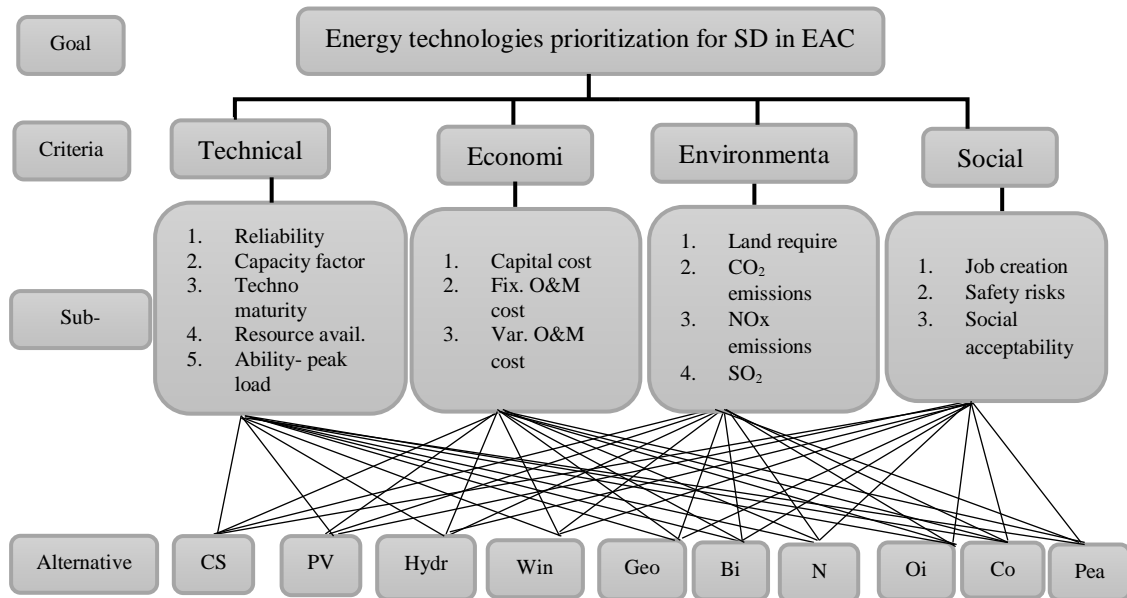 Goal
Energy technologies prioritization for SD in EAC
Criteria
Technical
Economi
Environmenta
Social
Sub-
1. Reliability
2. Capacity factor
3. Techno
maturity
4. Resource avail.
5. Ability- peak
load
1. Capital cost
2. Fix. O&M
cost
3. Var. O&M
cost
1. Land require
2. CO₂
emissions
3. NOx
emissions
4. SO₂
1. Job creation
2. Safety risks
3. Social
acceptability
Alternative
CS
PV
Hydr
Win
Geo
Bi
N
Oi
Co
Pea